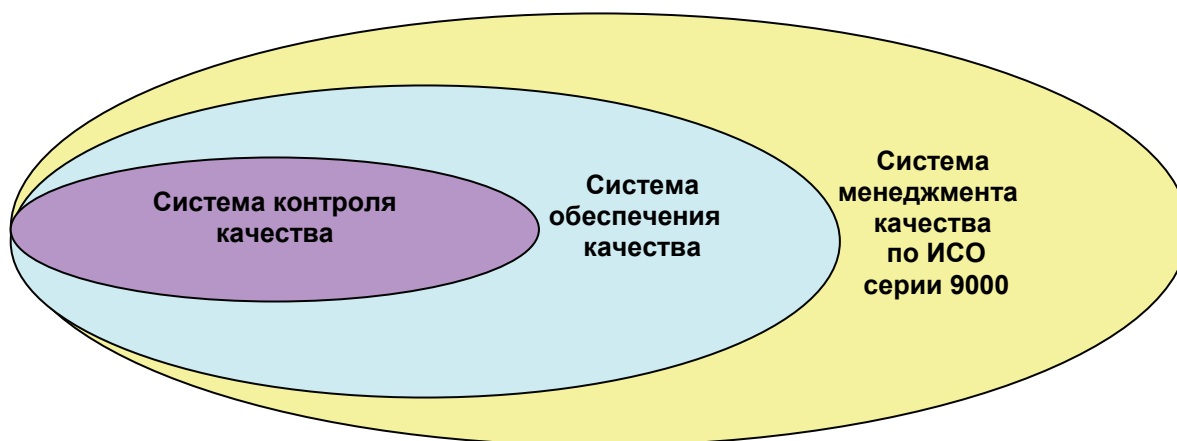 Система контроля
качества
Система
обеспечения
качества
Система
менеджмента
качества
по ИСО
серии 9000